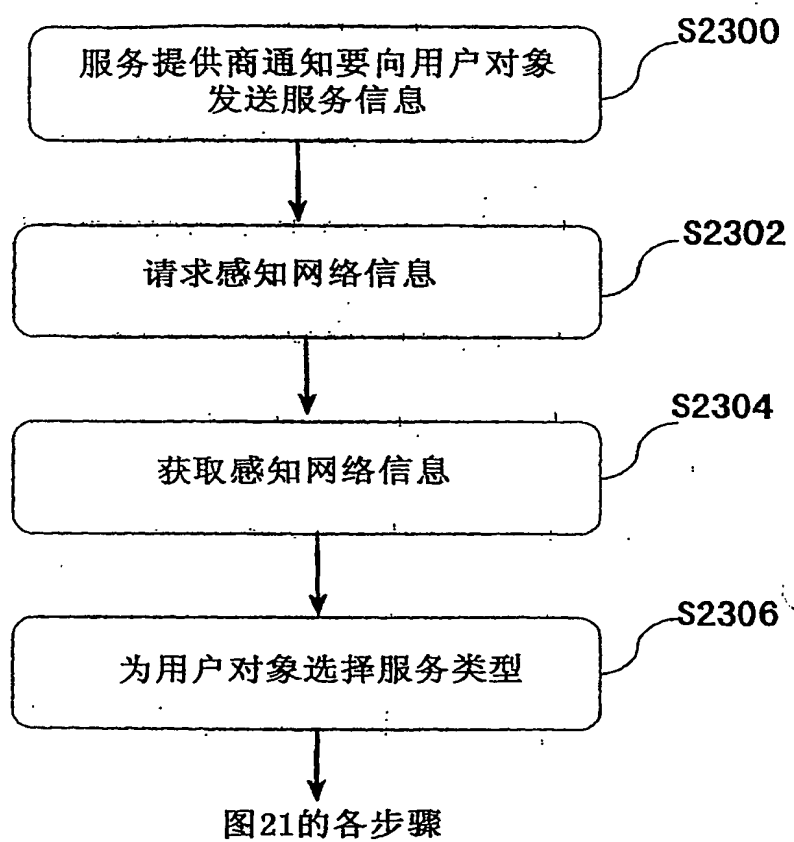 S2300
服务提供商通知要向用户对象
发送服务信息
S2302
请求感知网络信息
S2304
获取感知网络信息
S2306
为用户对象选择服务类型
图21的各步骤